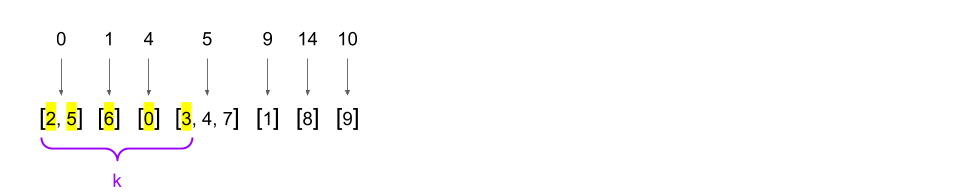 0 1 4 5 9 14 10
[2, 5] [6] [0] [3, 4, 7] [1] [8] [9]
k